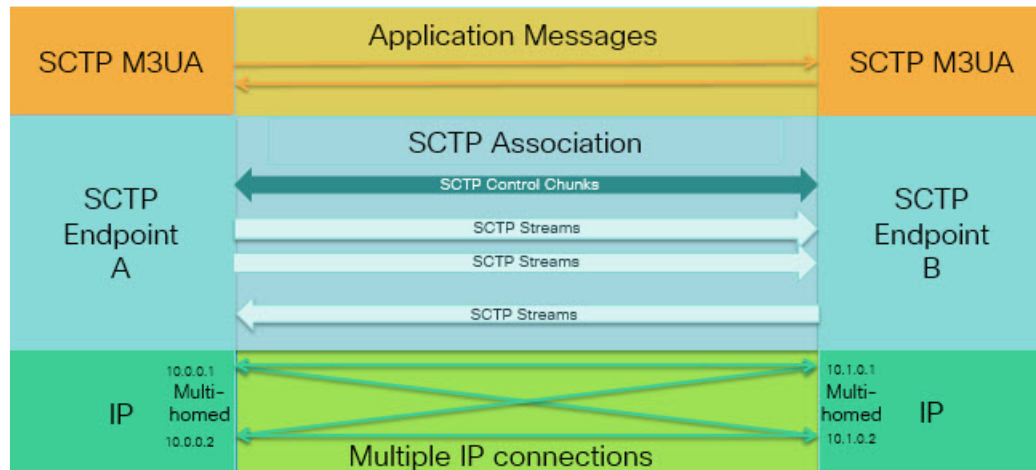 SCTP M3UA
Application Messages
SCTP M3UA
SCTP Association
SCTP Control Chunks
SCTP
Endpoint
A
SCTP Streams
SCTP Streams
SCTP Streams
SCTP
Endpoint
B
IP
10.0.0.1
Multi-
homed
10.0.0.2
Multiple IP connections
10.1.0.1
Multi-
homed
10.1.0.2
IP